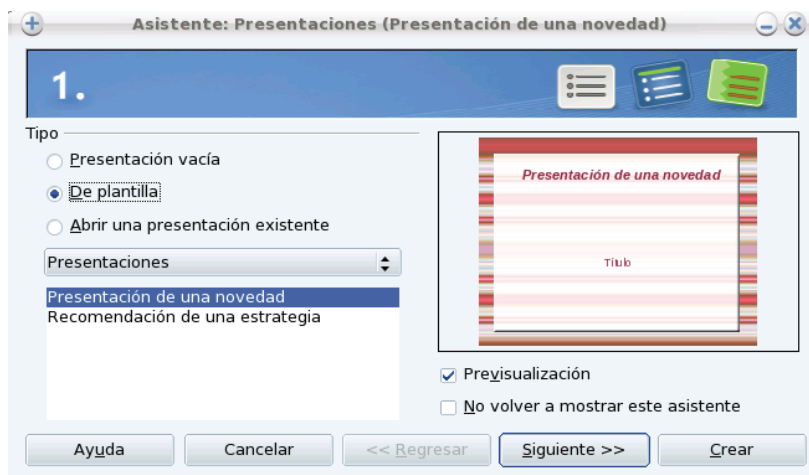 Asistente: Presentaciones (Presentación de una novedad)
1.
Tipo
Presentación vacía
De plantilla
Abrir una presentación existente
Presentaciones
Presentación de una novedad
Recomendación de una estrategia
Presentación de una novedad
Título
Previsualización
No volver a mostrar este asistente
Ayuda
Cancelar
<< Regresar
Siguiente >>
Crear